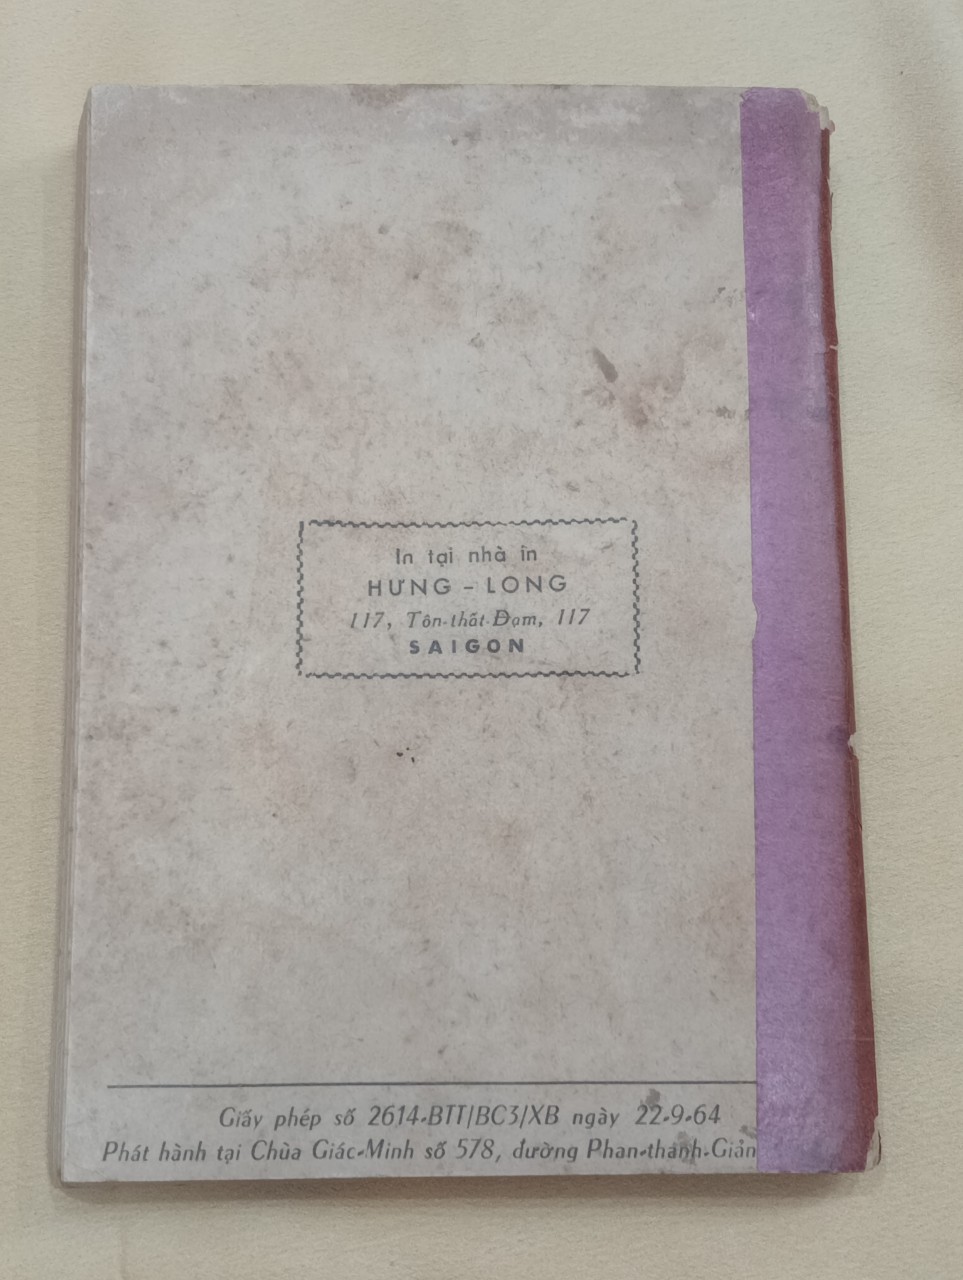 In tại nhà in
HƯNG - LONG
117, Tôn-thất-Đạm, 117
SAIGON
Giấy phép số 2614-BTT/BC3/XB ngày 22-9-64
Phát hành tại Chùa Giác-Minh số 578, đường Phan-thanh-Giản